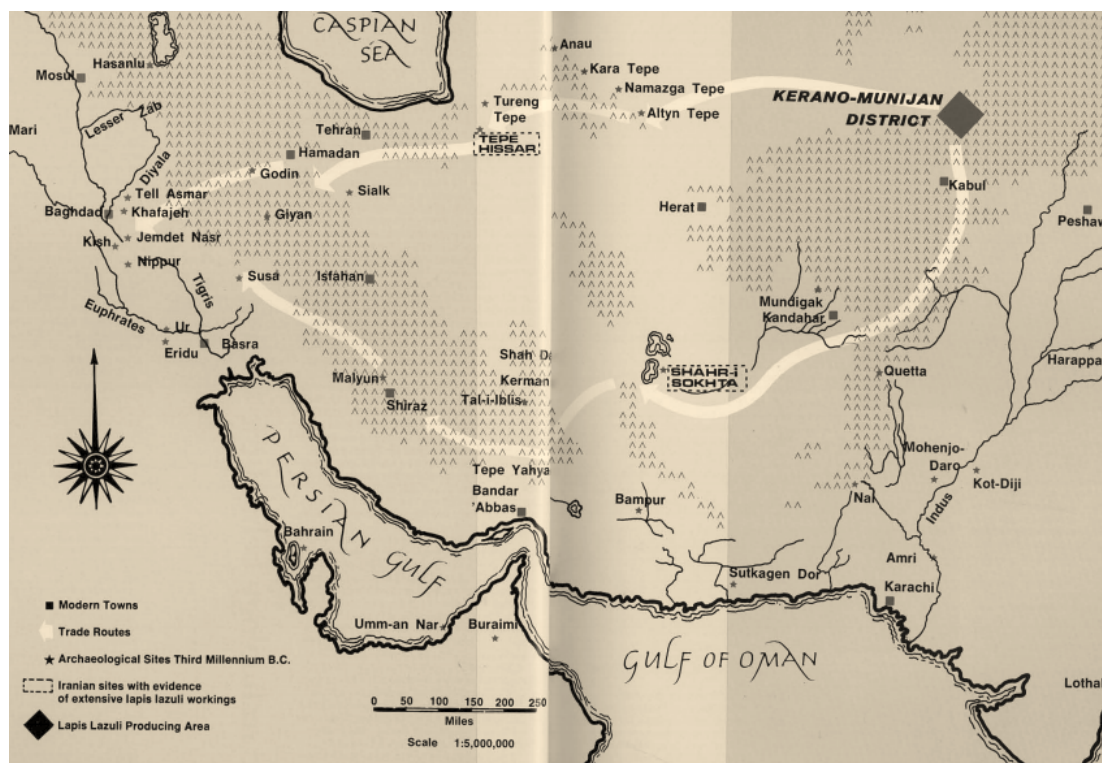 CASPIAN
SEA
Anau
Hasanlu
Mosul
Kara Tepe
Namazga Tepe
Tureng
Tepe
Altyn Tepe
KERANO-MUNIJAN
DISTRICT
Lesser Zab
Mari
Tehran
TEPE
HISSAR
Hamadan
Diyala
Godin
Sialk
Kabul
Tell Asmar
Baghdad
Khafajeh
Giyan
Herat
Peshaw
Kish
Jemdet Nasr
Nippur
Susa
Isfahan
Tigris
Mundigak
Kandahar
Euphrates
Ur
Eridu
Basra
Shah D
Harappa
Malyun
Kerman
SHAHR-I
SOKHTA
Quetta
Shiraz
Tal-i-Iblis
PERSIAN GULF
Mohenjo-
Daro
Kot-Diji
Tepe Yahya
Bandar
'Abbas
Bampur
Nal
Indus
Bahrain
Amri
Sutkagen Dor
Karachi
Umm-an Nar
Buraimi
GULF OF OMAN
Lothal
Modern Towns
Trade Routes
Archaeological Sites Third Millennium B.C.
Iranian sites with evidence
of extensive lapis lazuli workings
Lapis Lazuli Producing Area
0 50 100 150 200 250
Miles
Scale 1:5,000,000